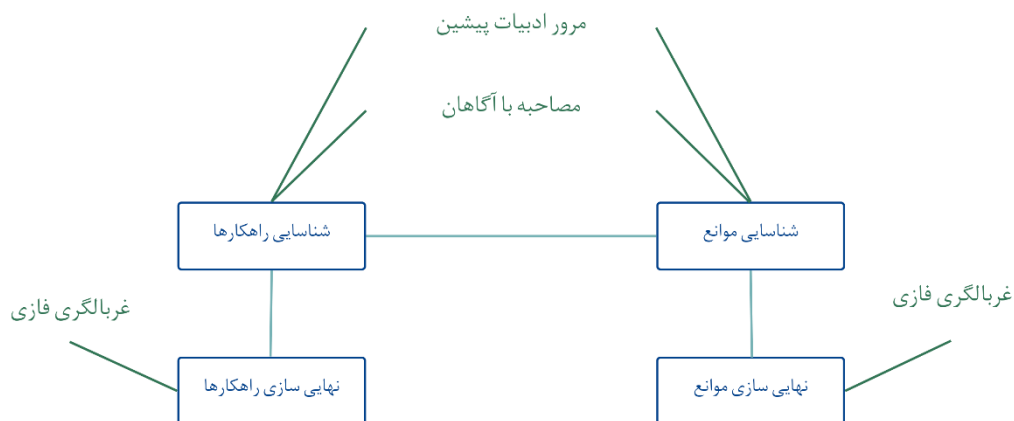 مرور ادبیات پیشین
مصاحبه با آگاهان
شناسایی موانع
شناسایی راهکارها
غربالگری فازی
غربالگری فازی
نهایی سازی موانع
نهایی سازی راهکارها